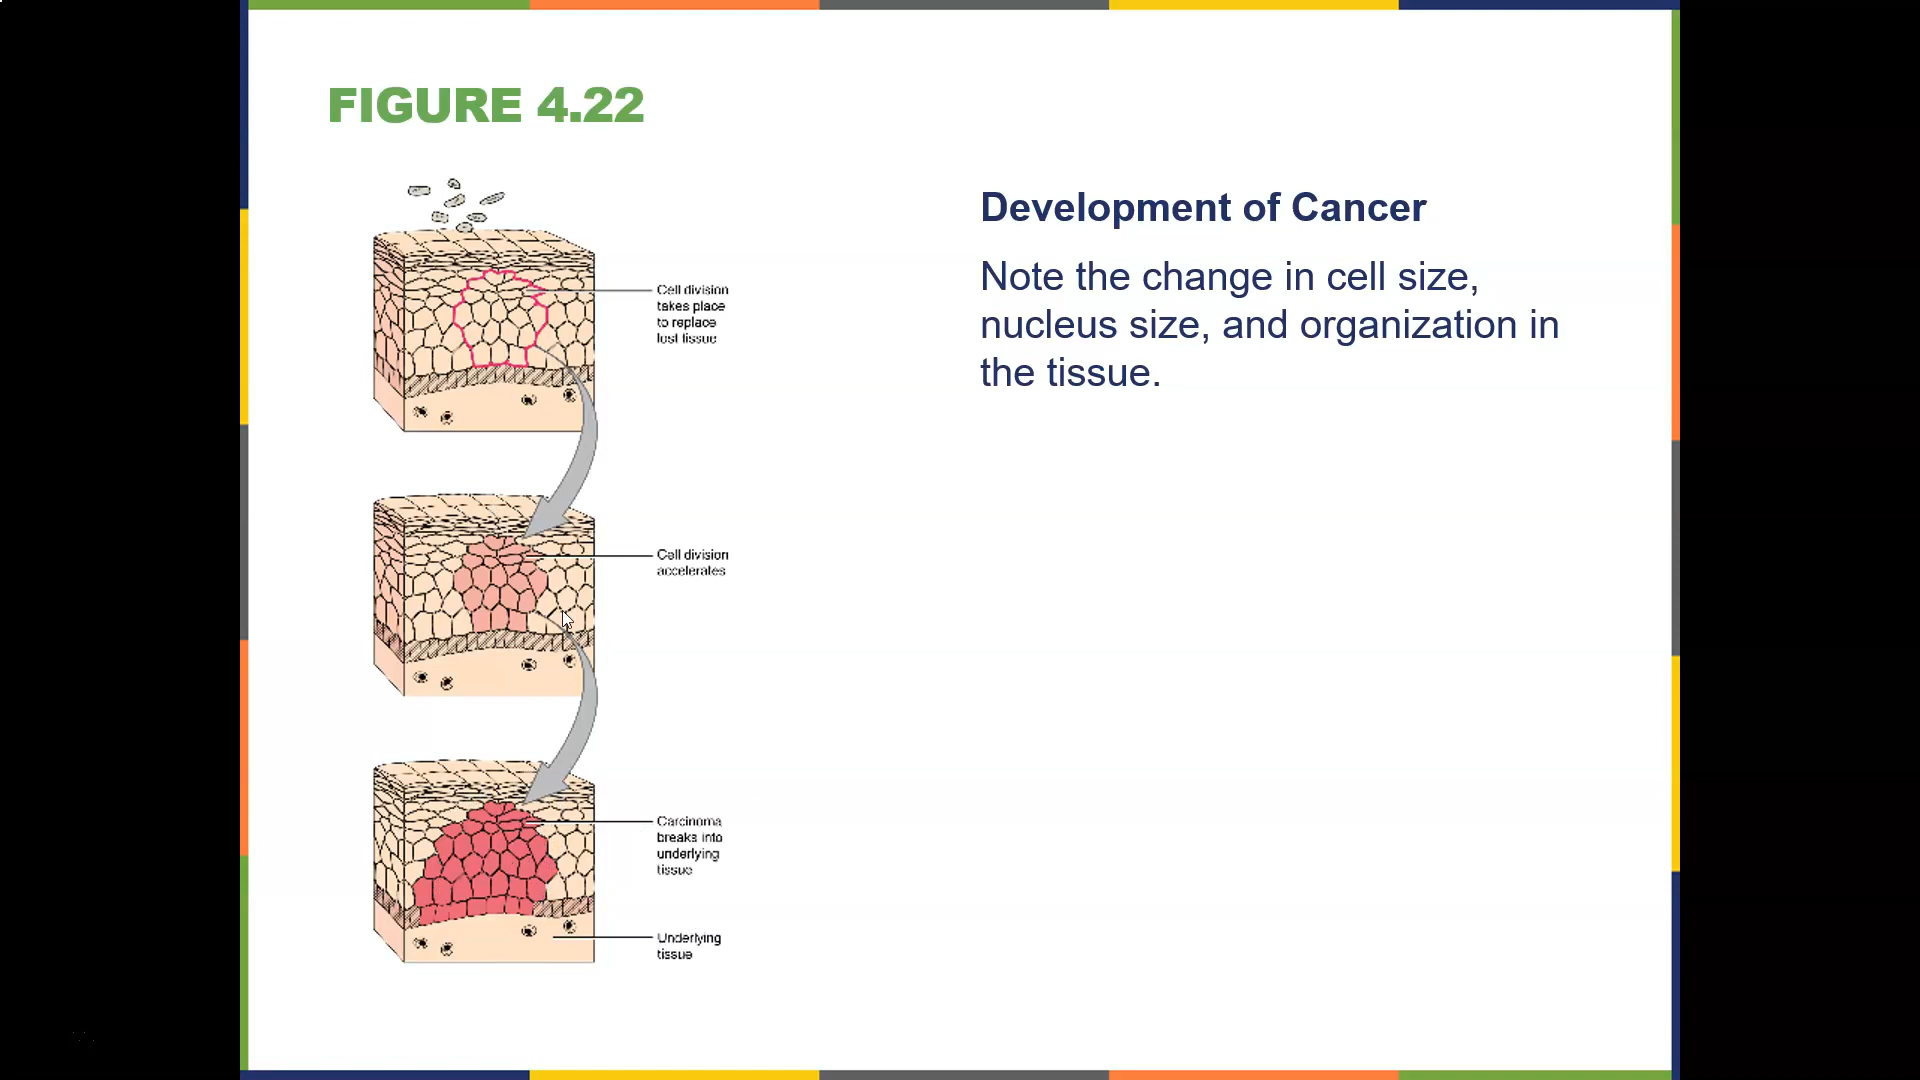 FIGURE 4.22
Cell division
takes place
to replace
lost tissue
Cell division
accelerates
Carcinoma
breaks into
underlying
tissue
Underlying
tissue
Development of Cancer
Note the change in cell size,
nucleus size, and organization in
the tissue.